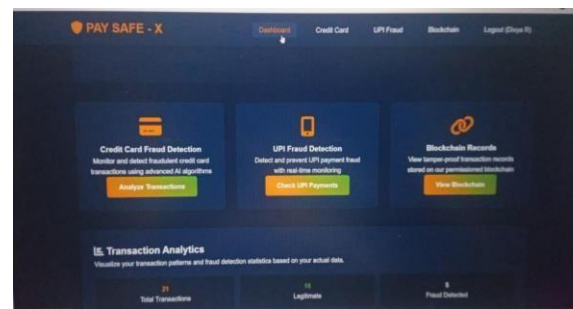 PAY SAFE - X
Dashboard Credit Card UPI Fraud Blockchain Logout (Divya R)
Credit Card Fraud Detection
Monitor and detect fraudulent credit card
transactions using advanced AI algorithms
Analyze Transactions
UPI Fraud Detection
Detect and prevent UPI payment fraud
with real-time monitoring
Check UPI Payments
Blockchain Records
View tamper-proof transaction records
stored on our permissioned blockchain
View Blockchain
Transaction Analytics
Visualize your transaction patterns and fraud detection statistics based on your actual data.
21
Total Transactions
Legitimate
Fraud Detected